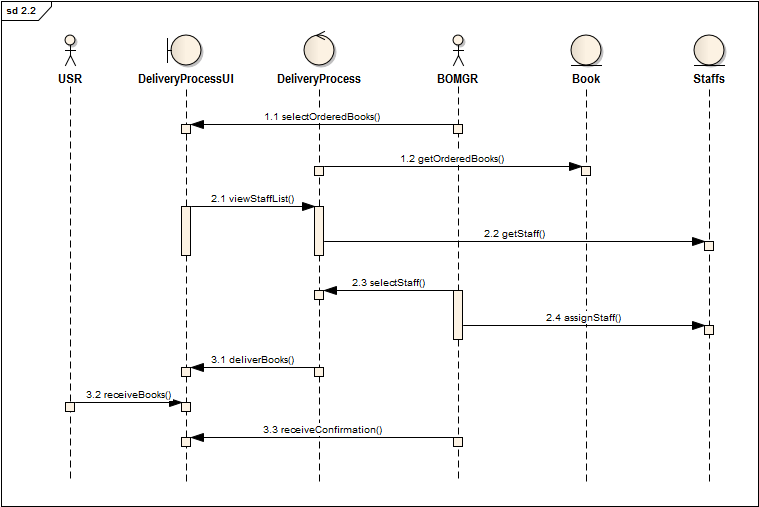 sd 2.2
USR
DeliveryProcessUI
DeliveryProcess
BOMGR
Book
Staffs
1.1 selectOrderedBooks()
1.2 getOrderedBooks()
2.1 viewStaffList()
2.2 getStaff()
2.3 selectStaff()
2.4 assignStaff()
3.1 deliverBooks()
3.2 receiveBooks()
3.3 receiveConfirmation()